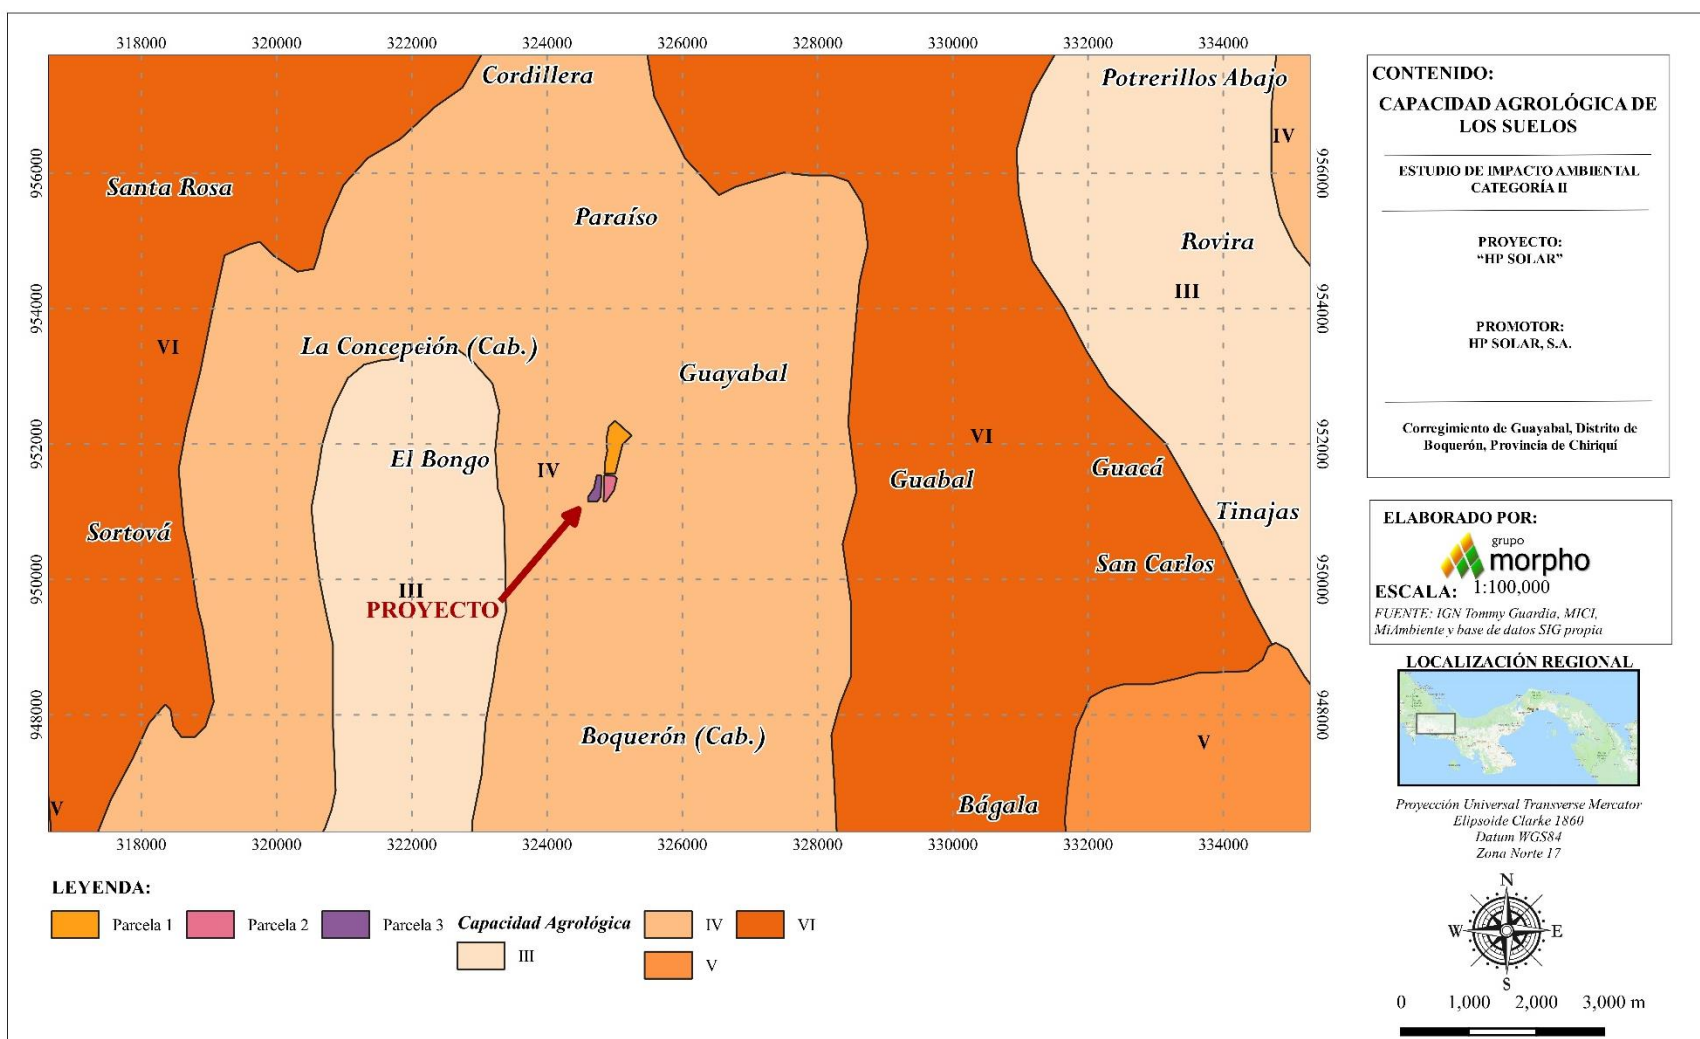 318000 320000 322000 324000 326000 328000 330000 332000 334000
Cordillera
Potrerillos Abajo
IV
956000
956000
Santa Rosa
Paraíso
Rovira
III
954000
954000
VI
La Concepción (Cab.)
Guayabal
952000
952000
El Bongo
IV
VI
Guabal
Guacá
Tinajas
Sortová
San Carlos
950000
950000
III
PROYECTO
948000
948000
Boquerón (Cab.)
V
V
Bágala
318000 320000 322000 324000 326000 328000 330000 332000 334000
LEYENDA:
Parcela 1
Parcela 2
Parcela 3
Capacidad Agrológica
III
IV
V
VI
CONTENIDO:
CAPACIDAD AGROLÓGICA DE
LOS SUELOS
ESTUDIO DE IMPACTO AMBIENTAL
CATEGORÍA II
PROYECTO:
“HP SOLAR”
PROMOTOR:
HP SOLAR, S.A.
Corregimiento de Guayabal, Distrito de
Boquerón, Provincia de Chiriquí
ELABORADO POR:
grupo
morpho
ESCALA: 1:100,000
FUENTE: IGN Tommy Guardia, MICI,
MiAmbiente y base de datos SIG propia
LOCALIZACIÓN REGIONAL
Proyección Universal Transverse Mercator
Elipsoide Clarke 1860
Datum WGS84
Zona Norte 17
N
W E
S
0 1,000 2,000 3,000 m